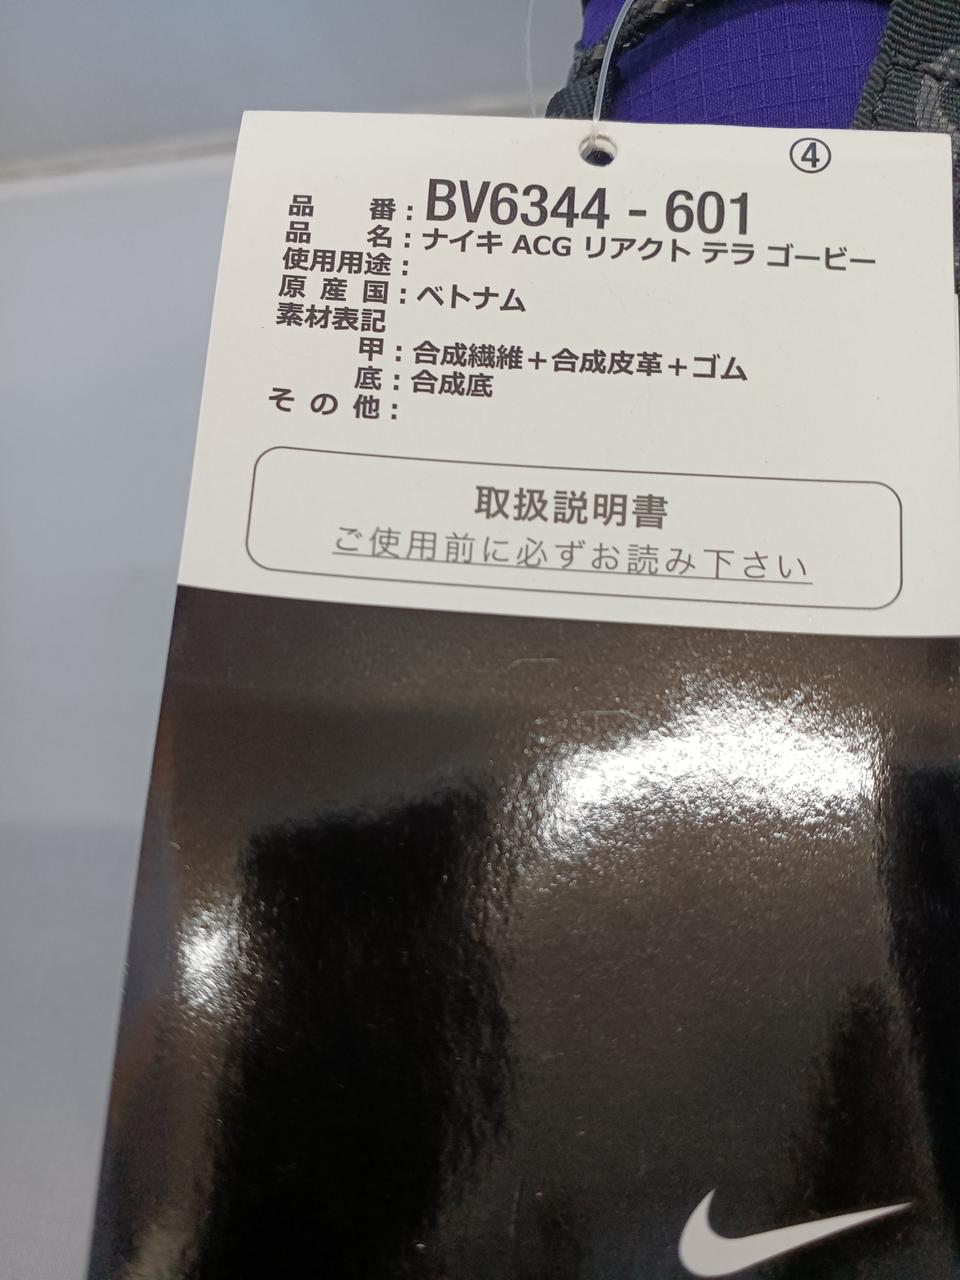 ④
品 番：BV6344 - 601
品 名：ナイキ ACG リアクト テラ ゴービー
使用用途：
原 産 国：ベトナム
素材表記
甲：合成繊維＋合成皮革＋ゴム
底：合成底
そ の 他：
取扱説明書
ご使用前に必ずお読み下さい